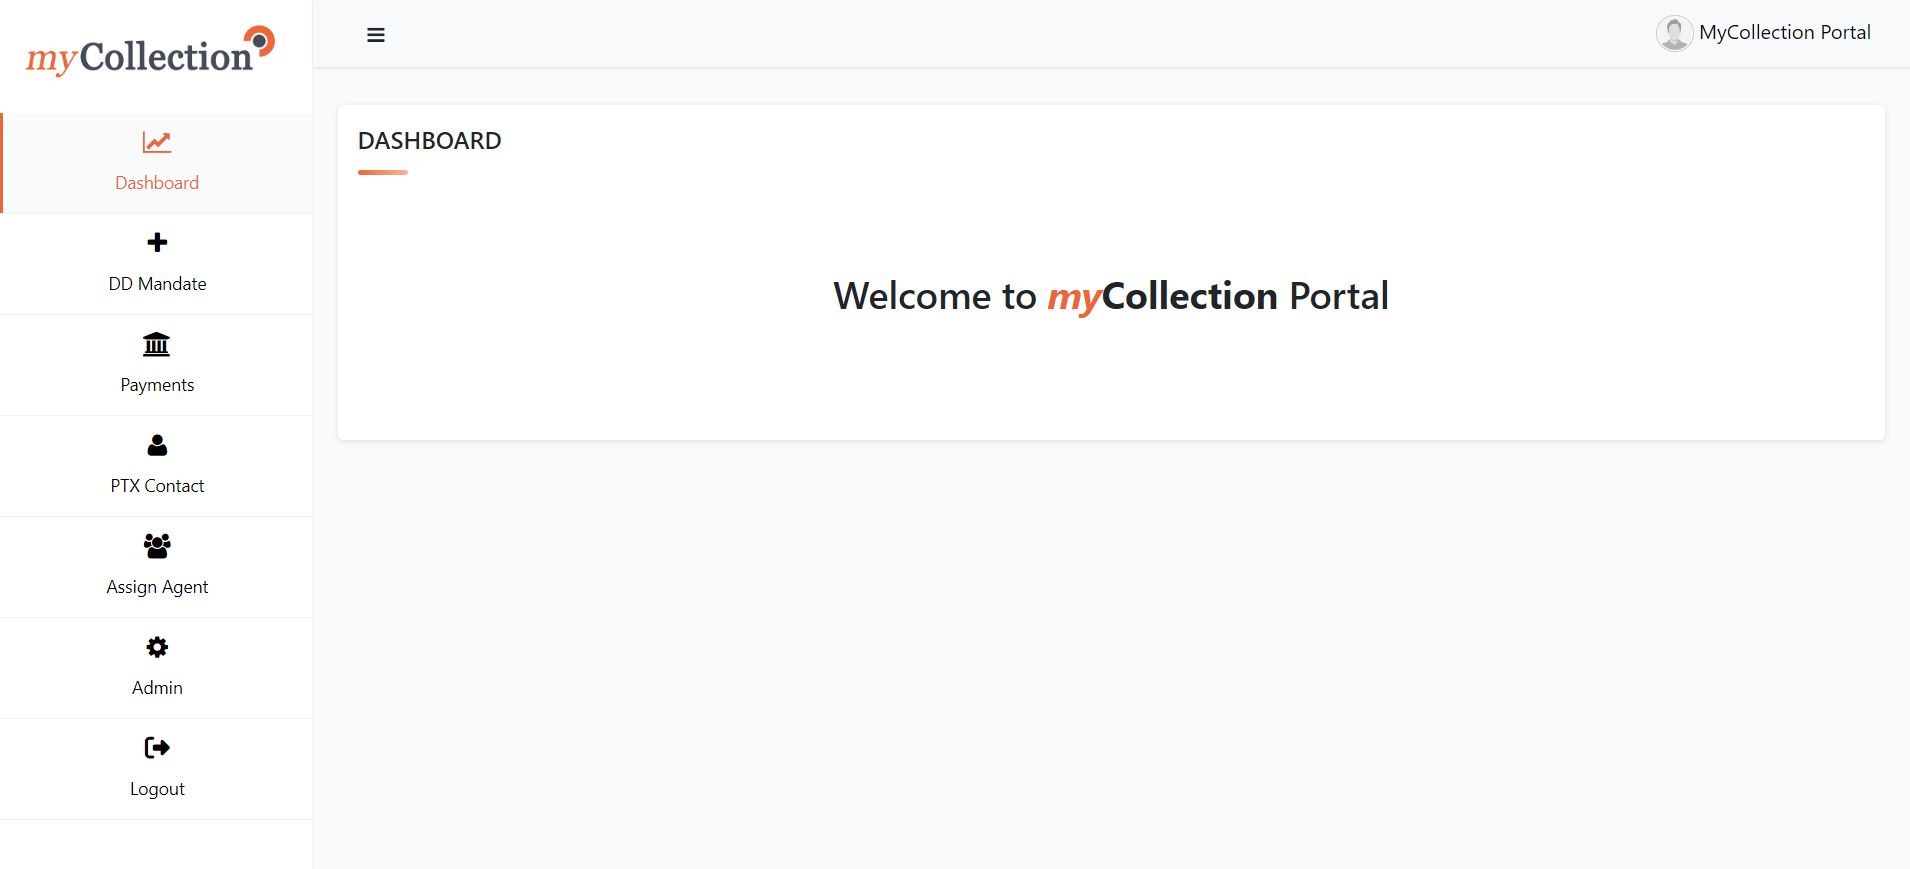 myCollection
MyCollection Portal
Dashboard
DD Mandate
Payments
PTX Contact
Assign Agent
Admin
Logout
DASHBOARD
Welcome to myCollection Portal